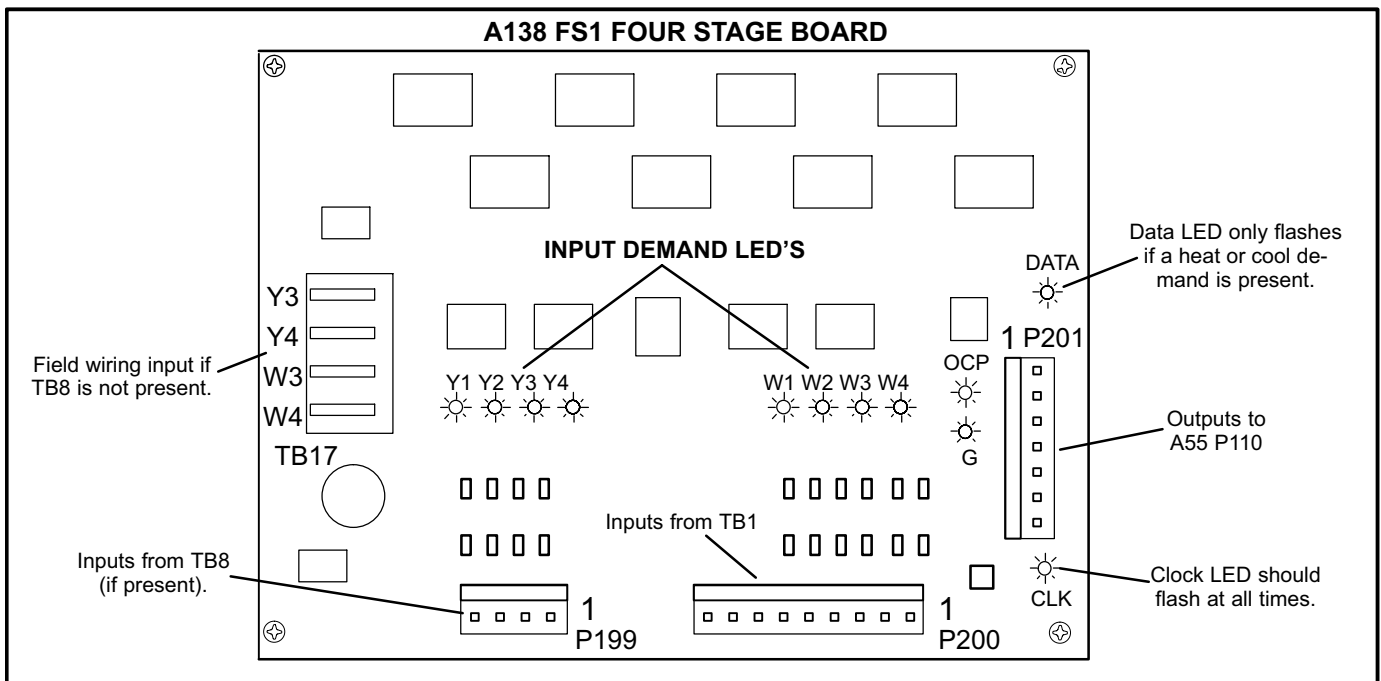 A138 FS1 FOUR STAGE BOARD
INPUT DEMAND LED'S
Data LED only flashes
if a heat or cool de-
mand is present.
DATA
Y3
Y4
W3
W4
TB17
Field wiring input if
TB8 is not present.
1 P201
OCP
G
Y1 Y2 Y3 Y4
W1 W2 W3 W4
Outputs to
A55 P110
Inputs from TB1
Inputs from TB8
(if present).
1
P199
1
P200
CLK
Clock LED should
flash at all times.